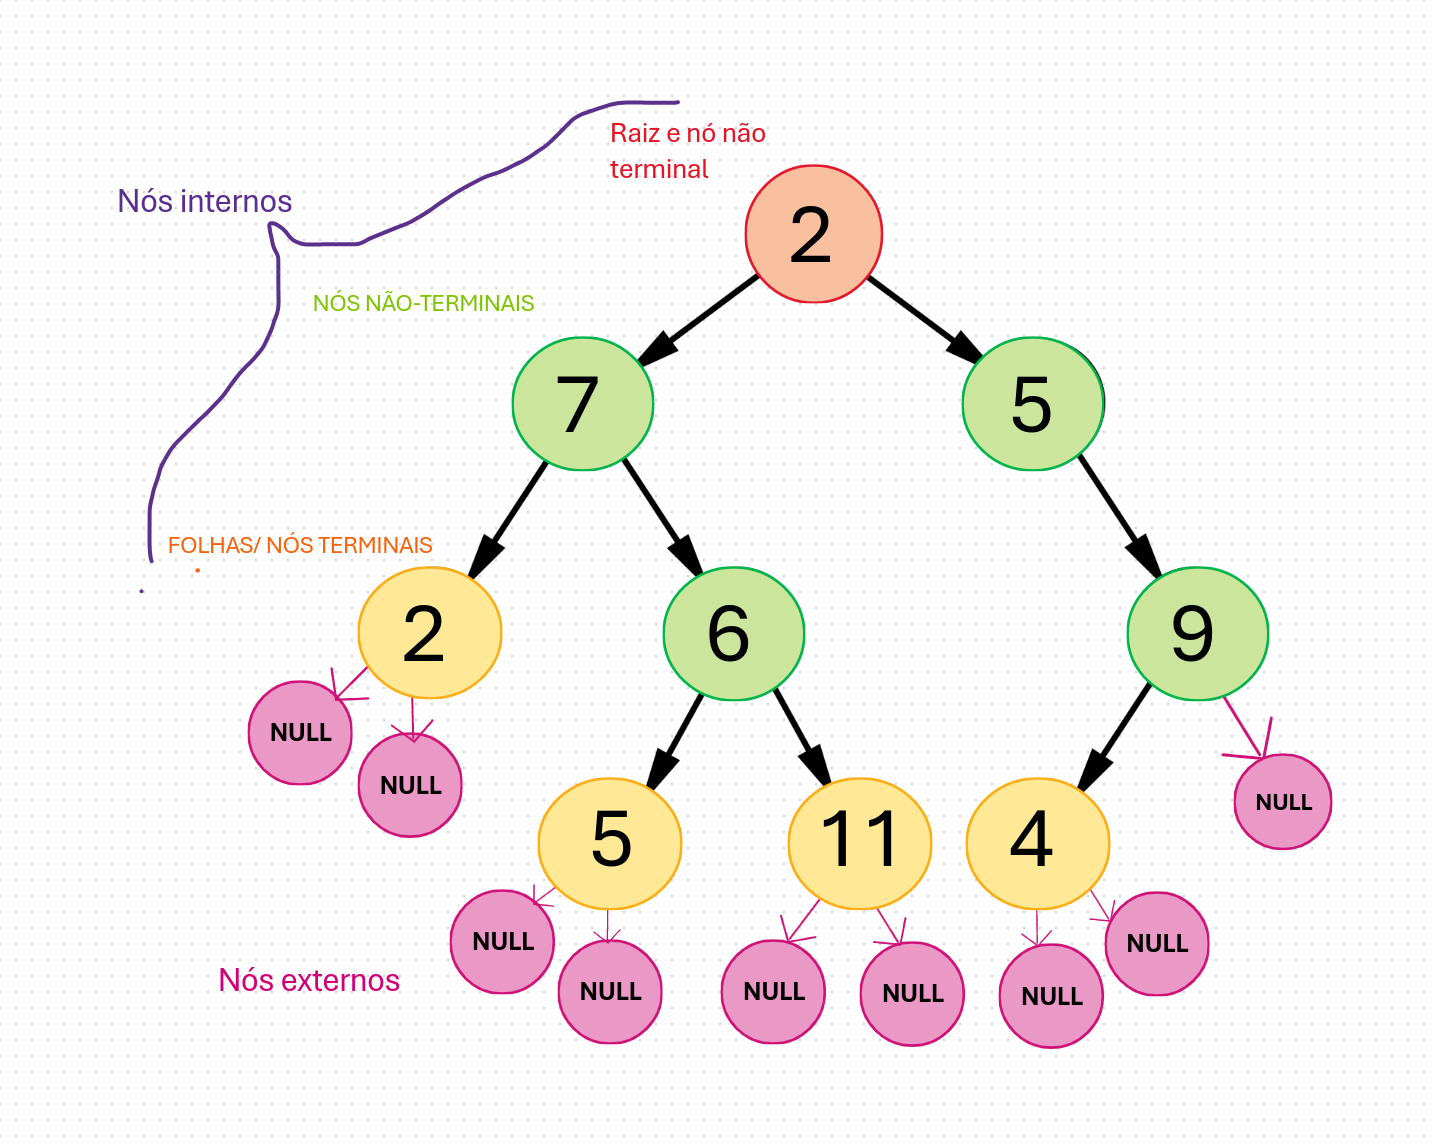 Raiz e nó não
terminal
Nós internos
2
NÓS NÃO-TERMINAIS
7
5
FOLHAS/ NÓS TERMINAIS
2
6
9
NULL
NULL
NULL
5
11
4
NULL
NULL
Nós externos
NULL
NULL
NULL
NULL